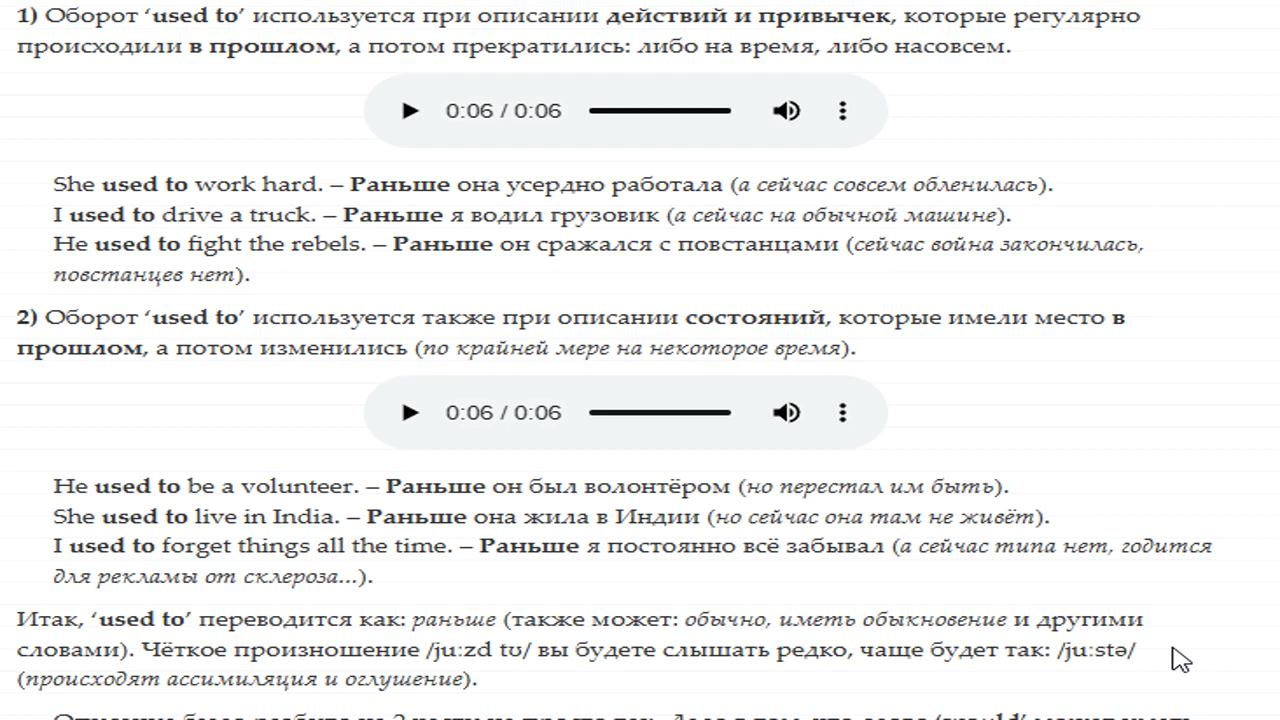 1) Оборот ‘used to’ используется при описании действий и привычек, которые регулярно
происходили в прошлом, а потом прекратились: либо на время, либо насовсем.
0:06 / 0:06
She used to work hard. – Раньше она усердно работала (а сейчас совсем обленилась).
I used to drive a truck. – Раньше я водил грузовик (а сейчас на обычной машине).
He used to fight the rebels. – Раньше он сражался с повстанцами (сейчас война закончилась,
повстанцев нет).
2) Оборот ‘used to’ используется также при описании состояний, которые имели место в
прошлом, а потом изменились (по крайней мере на некоторое время).
0:06 / 0:06
He used to be a volunteer. – Раньше он был волонтёром (но перестал им быть).
She used to live in India. – Раньше она жила в Индии (но сейчас она там не живёт).
I used to forget things all the time. – Раньше я постоянно всё забывал (а сейчас типа нет, годится
для рекламы от склероза...).
Итак, ‘used to’ переводится как: раньше (также может: обычно, иметь обыкновение и другими
словами). Чёткое произношение /juːzd tʊ/ вы будете слышать редко, чаще будет так: /juːstə/
(происходят ассимиляция и оглушение).